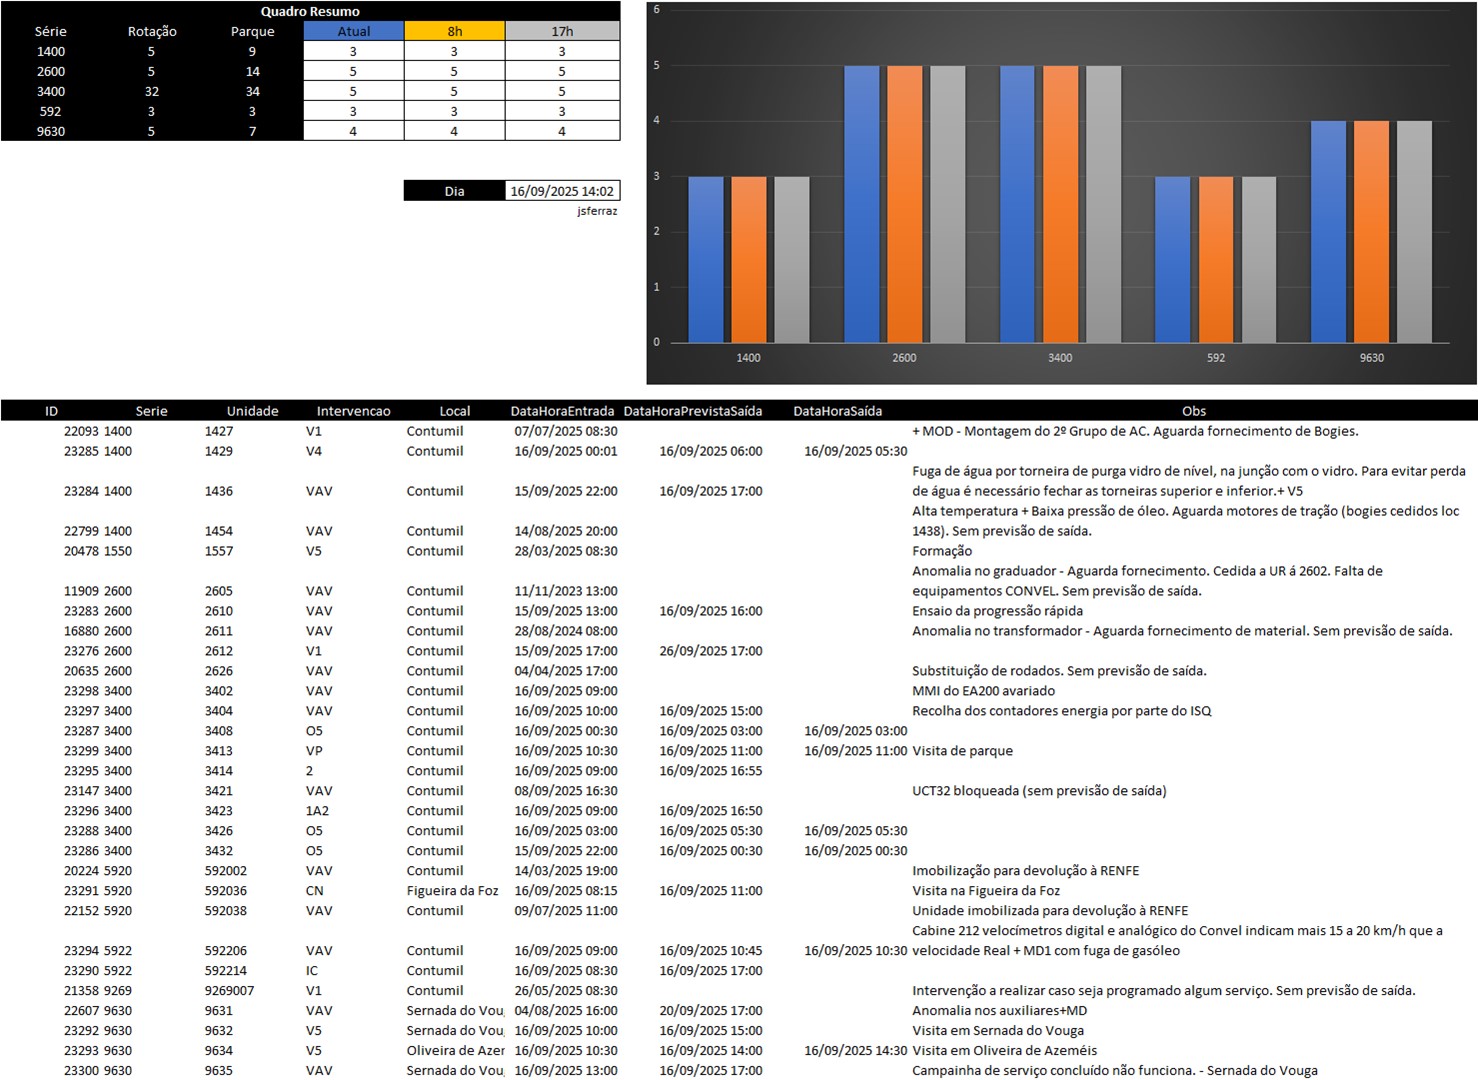 Quadro Resumo
Série Rotação Parque Atual 8h 17h
1400 5 9 3 3 3
2600 5 14 5 5 5
3400 32 34 5 5 5
592 3 3 3 3 3
9630 5 7 4 4 4
Dia 16/09/2025 14:02
jsferraz
6
5
4
3
2
1
0
1400 2600 3400 592 9630
ID Serie Unidade Intervencao Local DataHoraEntrada DataHoraPrevistaSaída DataHoraSaída Obs
22093 1400 1427 V1 Contumil 07/07/2025 08:30 + MOD - Montagem do 2º Grupo de AC. Aguarda fornecimento de Bogies.
23285 1400 1429 V4 Contumil 16/09/2025 00:01 16/09/2025 06:00 16/09/2025 05:30
Fuga de água por torneira de purga vidro de nível, na junção com o vidro. Para evitar perda
23284 1400 1436 VAV Contumil 15/09/2025 22:00 16/09/2025 17:00 de água é necessário fechar as torneiras superior e inferior.+ V5
Alta temperatura + Baixa pressão de óleo. Aguarda motores de tração (bogies cedidos loc
22799 1400 1454 VAV Contumil 14/08/2025 20:00 1438). Sem previsão de saída.
20478 1550 1557 V5 Contumil 28/03/2025 08:30 Formação
Anomalia no graduador - Aguarda fornecimento. Cedida a UR á 2602. Falta de
11909 2600 2605 VAV Contumil 11/11/2023 13:00 equipamentos CONVEL. Sem previsão de saída.
23283 2600 2610 VAV Contumil 15/09/2025 13:00 16/09/2025 16:00 Ensaio da progressão rápida
16880 2600 2611 VAV Contumil 28/08/2024 08:00 Anomalia no transformador - Aguarda fornecimento de material. Sem previsão de saída.
23276 2600 2612 V1 Contumil 15/09/2025 17:00 26/09/2025 17:00
20635 2600 2626 VAV Contumil 04/04/2025 17:00 Substituição de rodados. Sem previsão de saída.
23298 3400 3402 VAV Contumil 16/09/2025 09:00 MMI do EA200 avariado
23297 3400 3404 VAV Contumil 16/09/2025 10:00 16/09/2025 15:00 Recolha dos contadores energia por parte do ISQ
23287 3400 3408 O5 Contumil 16/09/2025 00:30 16/09/2025 03:00 16/09/2025 03:00
23299 3400 3413 VP Contumil 16/09/2025 10:30 16/09/2025 11:00 16/09/2025 11:00 Visita de parque
23295 3400 3414 2 Contumil 16/09/2025 09:00 16/09/2025 16:55
23147 3400 3421 VAV Contumil 08/09/2025 16:30 UCT32 bloqueada (sem previsão de saída)
23296 3400 3423 1A2 Contumil 16/09/2025 09:00 16/09/2025 16:50
23288 3400 3426 O5 Contumil 16/09/2025 03:00 16/09/2025 05:30 16/09/2025 05:30
23286 3400 3432 O5 Contumil 15/09/2025 22:00 16/09/2025 00:30 16/09/2025 00:30
20224 5920 592002 VAV Contumil 14/03/2025 19:00 Imobilização para devolução à RENFE
23291 5920 592036 CN Figueira da Foz 16/09/2025 08:15 16/09/2025 11:00 Visita na Figueira da Foz
22152 5920 592038 VAV Contumil 09/07/2025 11:00 Unidade imobilizada para devolução à RENFE
Cabine 212 velocímetros digital e analógico do Convel indicam mais 15 a 20 km/h que a
23294 5922 592206 VAV Contumil 16/09/2025 09:00 16/09/2025 10:45 16/09/2025 10:30 velocidade Real + MD1 com fuga de gasóleo
23290 5922 592214 IC Contumil 16/09/2025 08:30 16/09/2025 17:00
21358 9269 9269007 V1 Contumil 26/05/2025 08:30 Intervenção a realizar caso seja programado algum serviço. Sem previsão de saída.
22607 9630 9631 VAV Sernada do Vou 04/08/2025 16:00 20/09/2025 17:00 Anomalia nos auxiliares+MD
23292 9630 9632 V5 Sernada do Vou 16/09/2025 10:00 16/09/2025 15:00 Visita em Sernada do Vouga
23293 9630 9634 V5 Oliveira de Azer 16/09/2025 10:30 16/09/2025 14:00 16/09/2025 14:30 Visita em Oliveira de Azeméis
23300 9630 9635 VAV Sernada do Vou 16/09/2025 13:00 16/09/2025 17:00 Campainha de serviço concluído não funciona. - Sernada do Vouga